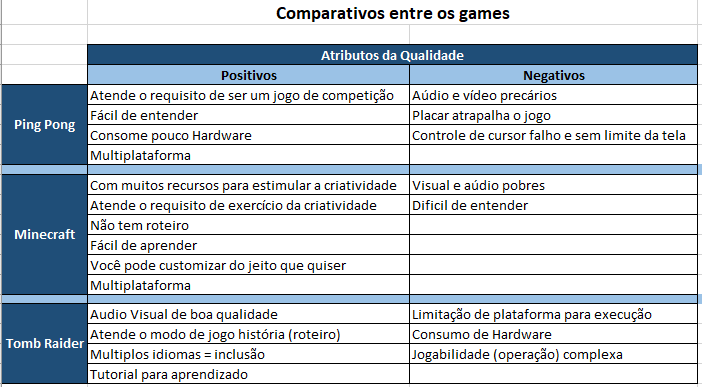 Comparativos entre os games
Atributos da Qualidade
Positivos Negativos
Ping Pong
Atende o requisito de ser um jogo de competição Aúdio e vídeo precários
Fácil de entender Placar atrapalha o jogo
Consome pouco Hardware Controle de cursor falho e sem limite da tela
Multiplataforma
Minecraft
Com muitos recursos para estimular a criatividade Visual e aúdio pobres
Atende o requisito de exercício da criatividade Dificil de entender
Não tem roteiro
Fácil de aprender
Você pode customizar do jeito que quiser
Multiplataforma
Tomb Raider
Audio Visual de boa qualidade Limitação de plataforma para execução
Atende o modo de jogo história (roteiro) Consumo de Hardware
Multiplos idiomas = inclusão Jogabilidade (operação) complexa
Tutorial para aprendizado